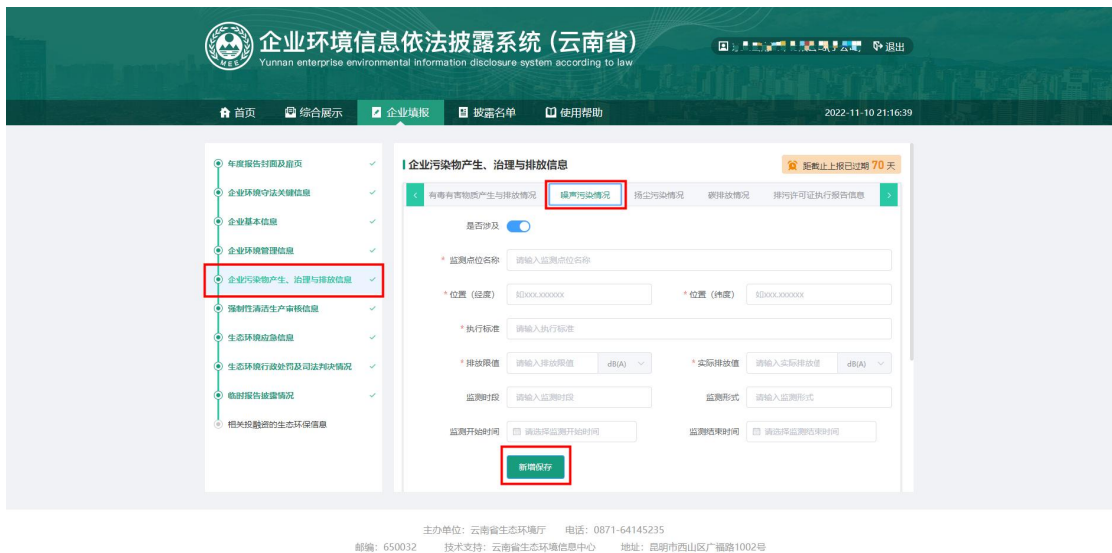 企业环境信息依法披露系统 (云南省)
Yunnan enterprise environmental information disclosure system according to law
退出
首页 综合展示 企业填报 披露名单 使用帮助 2022-11-10 21:16:39
年度报告封面及扉页
企业环境守法关键信息
企业基本信息
企业环境管理信息
企业污染物产生、治理与排放信息
强制性清洁生产审核信息
生态环境应急信息
生态环境行政处罚及司法判决情况
临时报告披露情况
相关投融资的生态环保信息
企业污染物产生、治理与排放信息 距截止上报已过期 70 天
< 有毒有害物质产生与排放情况 噪声污染情况 扬尘污染情况 碳排放情况 排污许可证执行报告信息 >
是否涉及
* 监测点位名称 请输入监测点位名称
* 位置（经度） 如xxx.xxxxxx * 位置（纬度） 如xxx.xxxxxx
* 执行标准 请输入执行标准
* 排放限值 请输入排放限值 dB(A) * 实际排放值 请输入实际排放值 dB(A)
监测时段 请输入监测时段 监测形式 请输入监测形式
监测开始时间 请选择监测开始时间 监测结束时间 请选择监测结束时间
新增保存
主办单位：云南省生态环境厅 电话：0871-64145235
邮编：650032 技术支持：云南省生态环境信息中心 地址：昆明市西山区广福路1002号